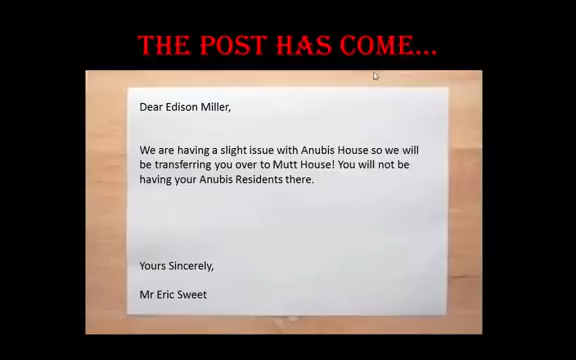 THE POST HAS COME...
Dear Edison Miller,
We are having a slight issue with Anubis House so we will
be transferring you over to Mutt House! You will not be
having your Anubis Residents there.
Yours Sincerely,
Mr Eric Sweet